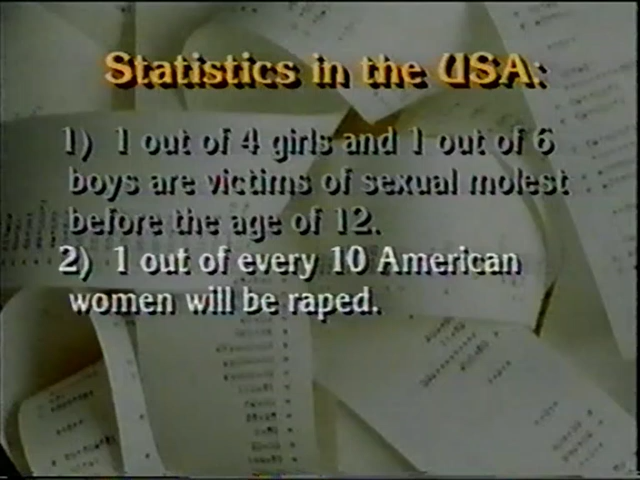 Statistics in the USA:
1) 1 out of 4 girls and 1 out of 6
boys are victims of sexual molest
before the age of 12.
2) 1 out of every 10 American
women will be raped.